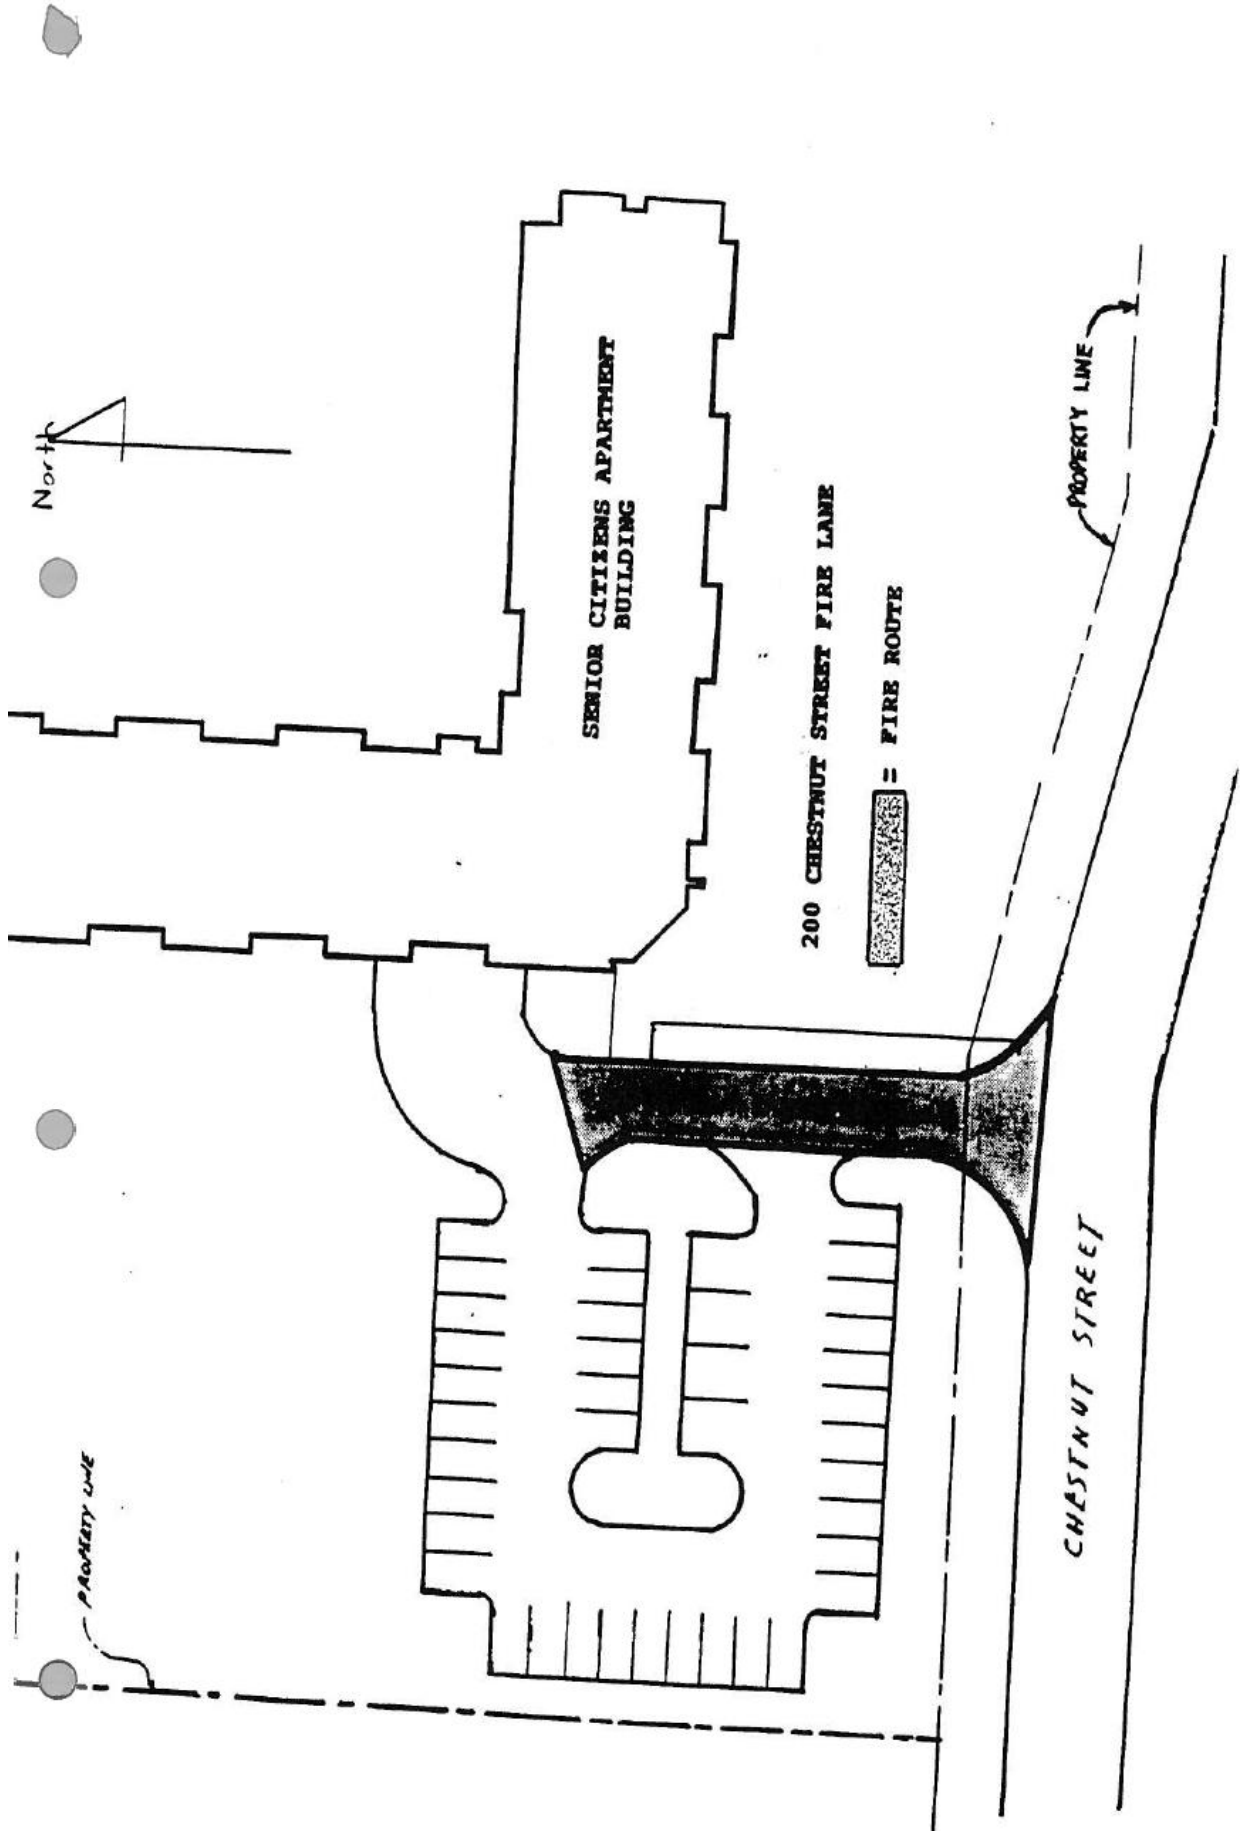 North
SENIOR CITIZENS APARTMENT
BUILDING
200 CHESTNUT STREET FIRE LANE
= FIRE ROUTE
PROPERTY LINE
PROPERTY LINE
CHESTNUT STREET